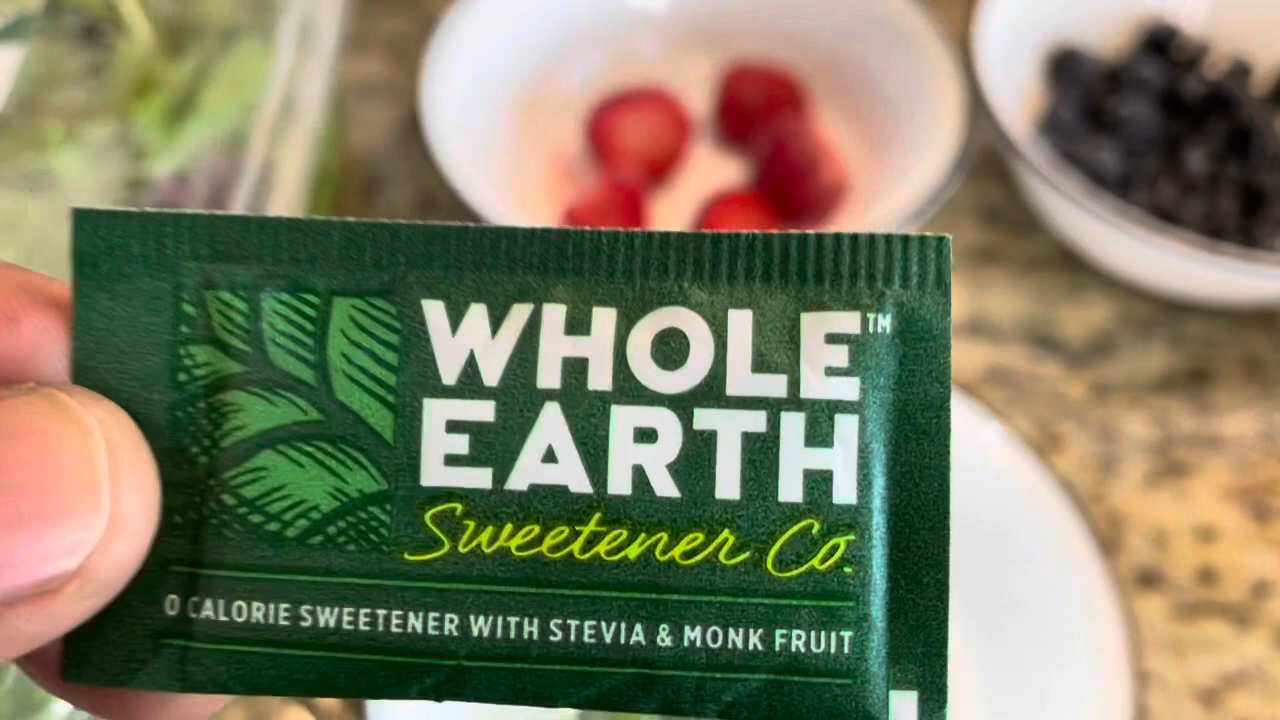 WHOLE™
EARTH
Sweetener Co.
0 CALORIE SWEETENER WITH STEVIA & MONK FRUIT